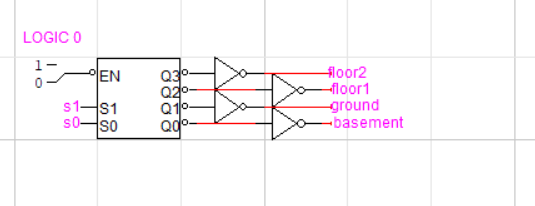 LOGIC 0
1
0
EN
Q3
floor2
Q2
floor1
s1
S1
Q1
ground
s0
S0
Q0
basement